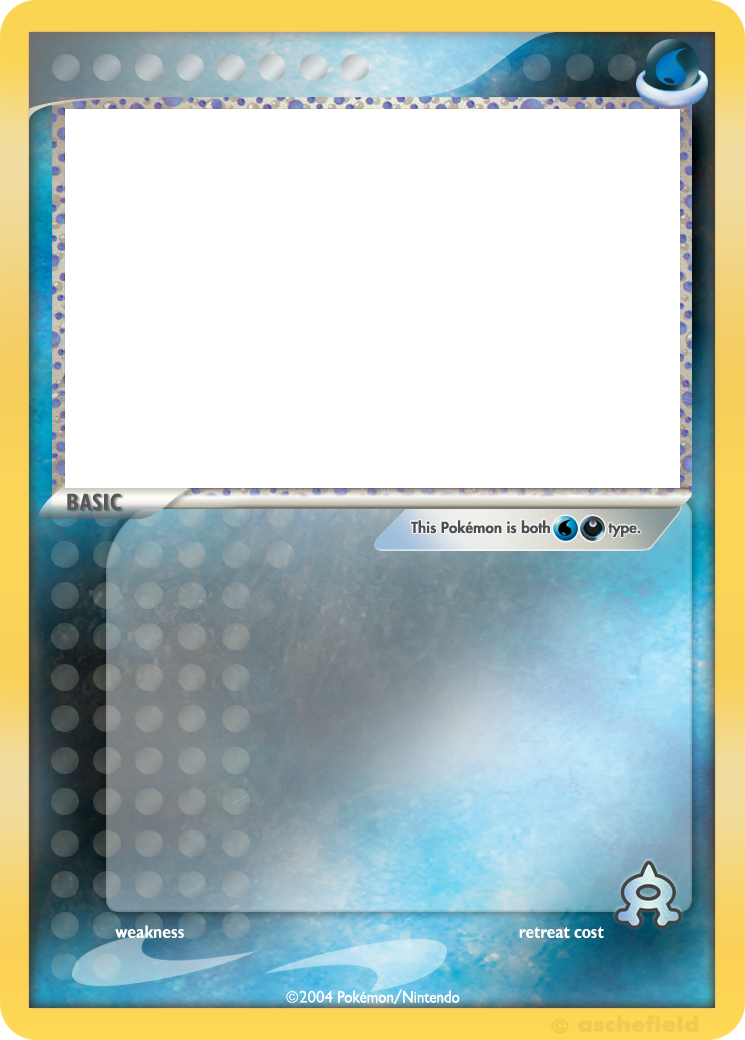 BASIC
This Pokémon is both type.
weakness retreat cost
©2004 Pokémon/Nintendo
© aschefield